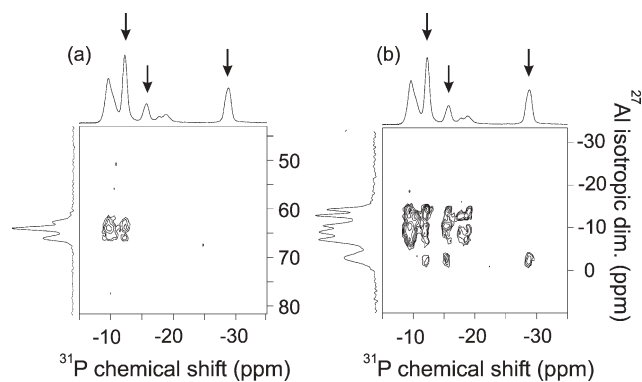 (a)
(b)
50
60
70
80
-30
-20
-10
0
-10 -20 -30
-10 -20 -30
31P chemical shift (ppm)
31P chemical shift (ppm)
27Al isotropic dim. (ppm)